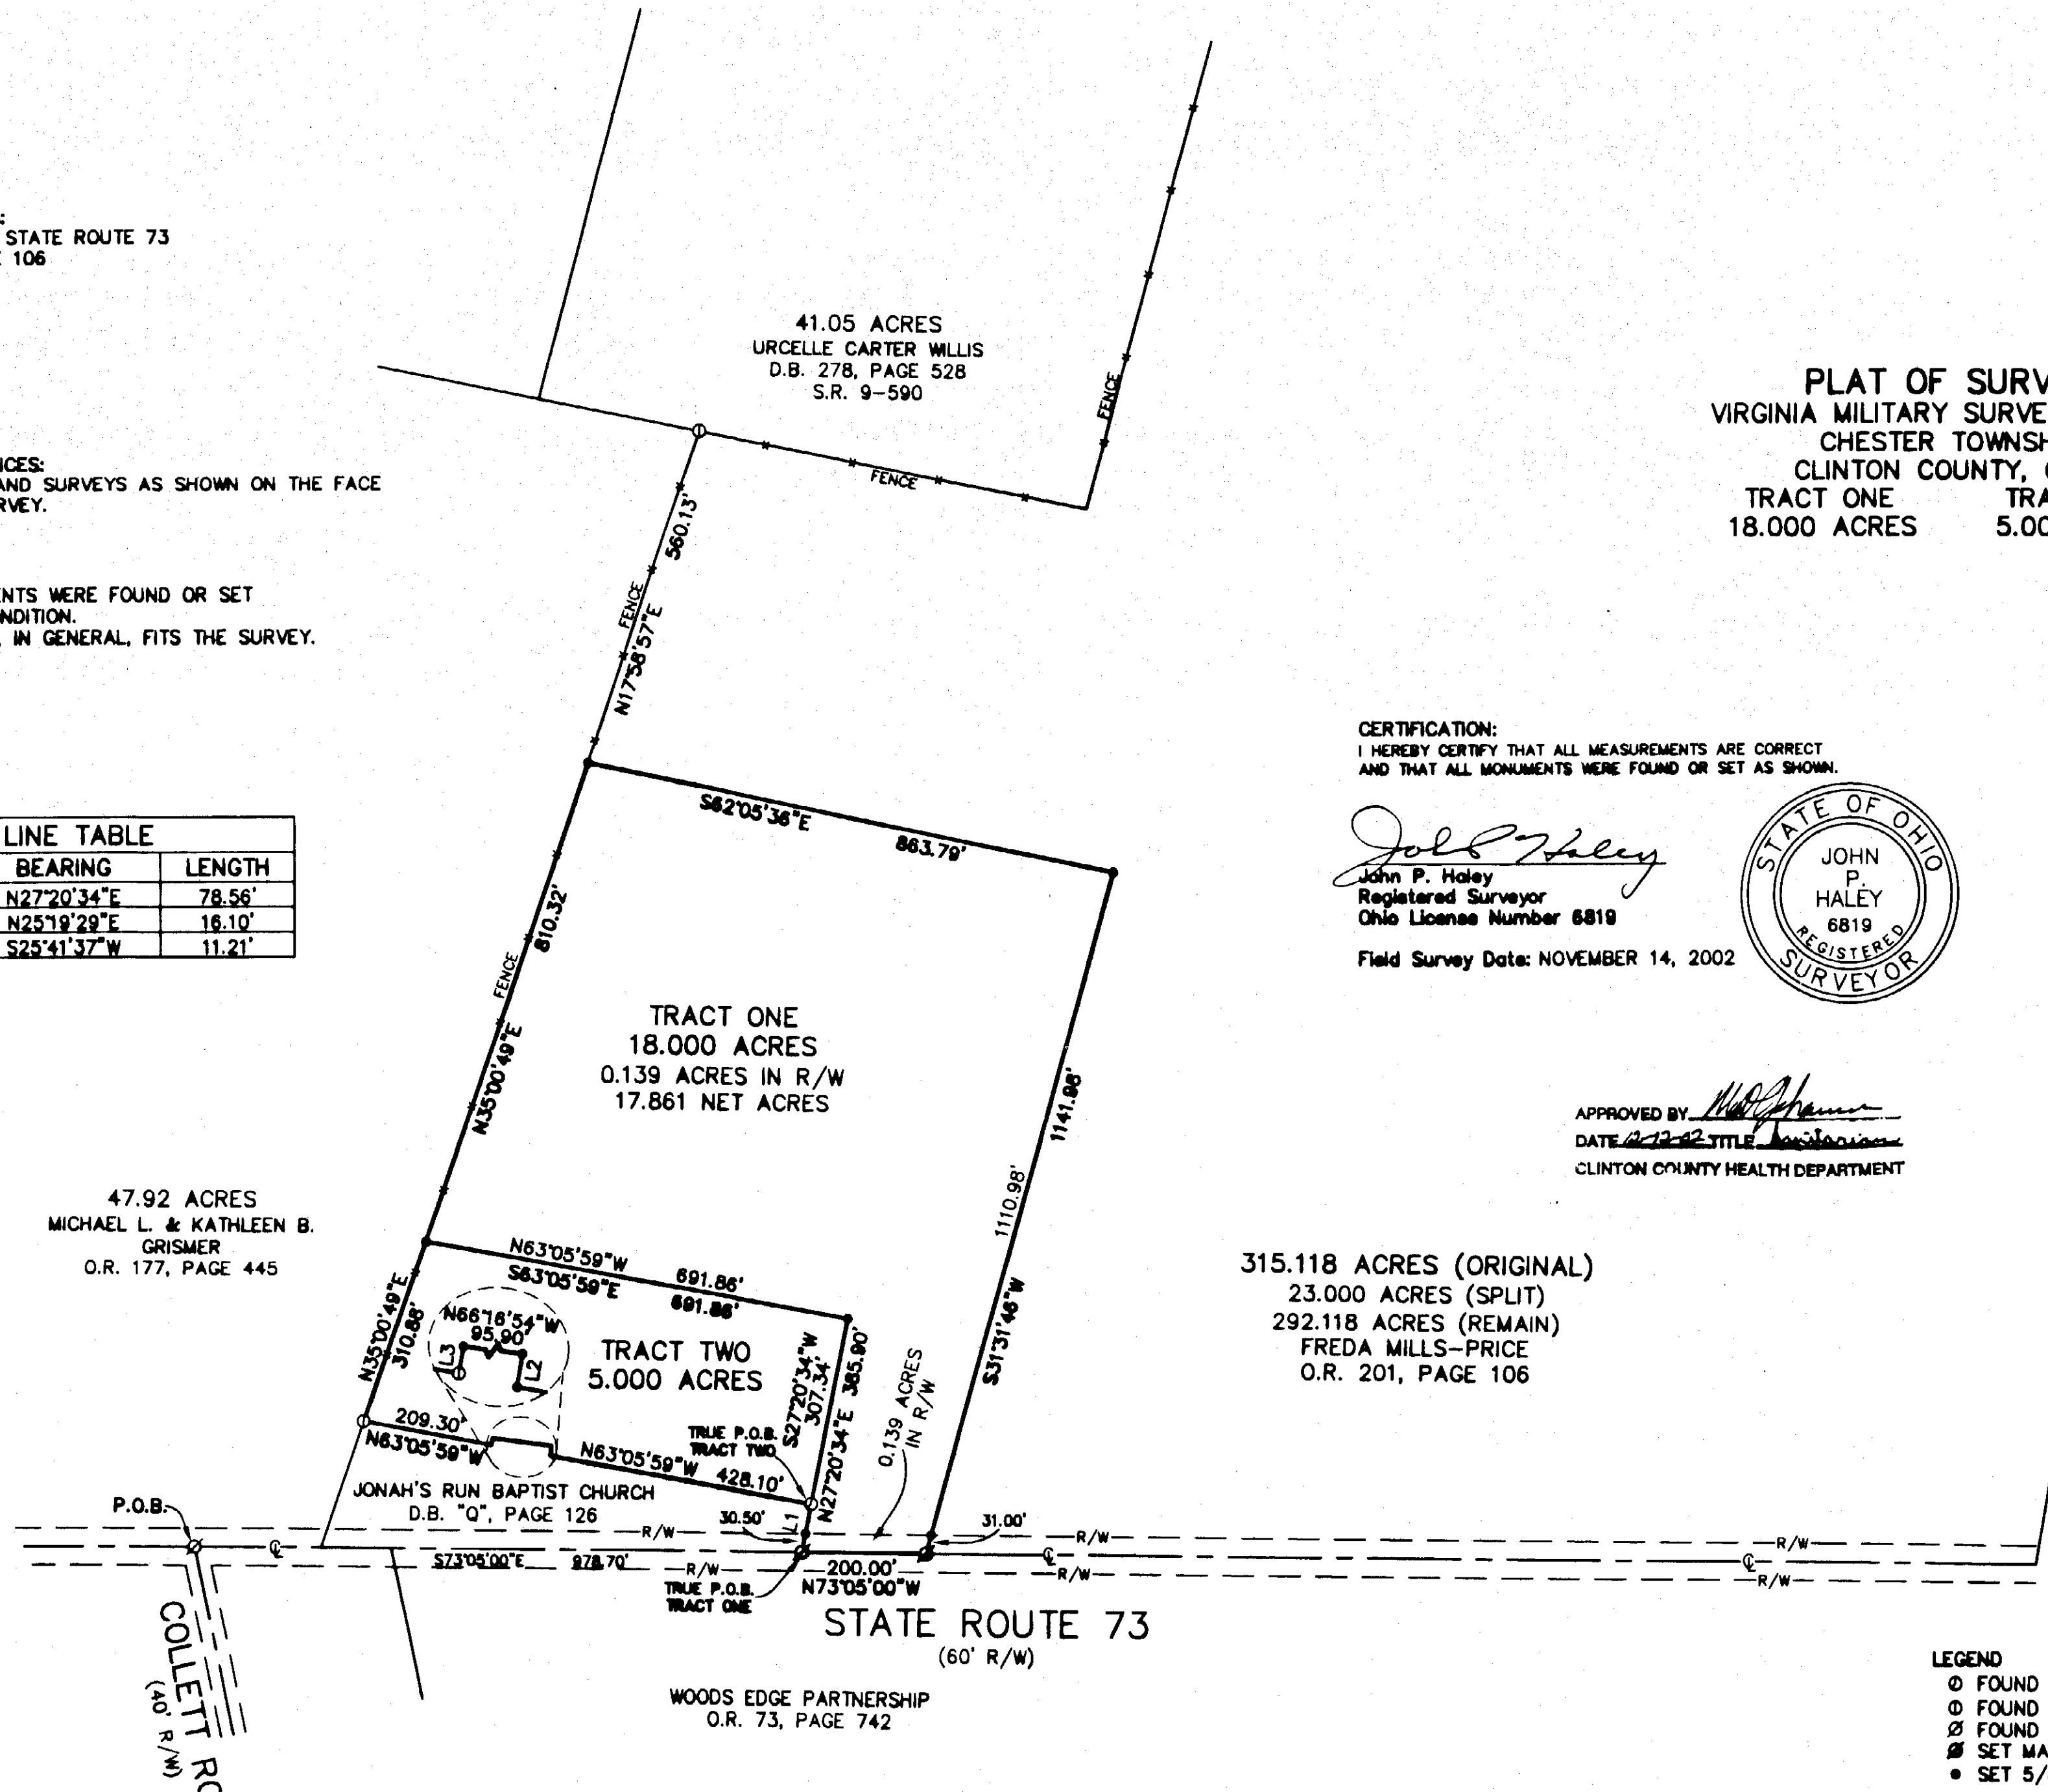 :
STATE ROUTE 73
106
41.05 ACRES
URCELLE CARTER WILLIS
D.B. 278, PAGE 528
S.R. 9-590
FENCE
FENCE
PLAT OF SURV
VIRGINIA MILITARY SURVE
CHESTER TOWNSH
CLINTON COUNTY,
TRACT ONE TRA
18.000 ACRES 5.00
NCES:
AND SURVEYS AS SHOWN ON THE FACE
RVEY.
ENTS WERE FOUND OR SET
NDITION.
, IN GENERAL, FITS THE SURVEY.
560.13'
FENCE
N17°58'57"E
CERTIFICATION:
I HEREBY CERTIFY THAT ALL MEASUREMENTS ARE CORRECT
AND THAT ALL MONUMENTS WERE FOUND OR SET AS SHOWN.
John P Haley
John P. Haley
Registered Surveyor
Ohio License Number 6819
Field Survey Date: NOVEMBER 14, 2002
STATE OF OHIO
JOHN
P.
HALEY
6819
REGISTERED
SURVEYOR
LINE TABLE
BEARING LENGTH
N27°20'34"E 78.56'
N25°19'29"E 16.10'
S25°41'37"W 11.21'
S62°05'36"E
863.79'
810.32'
FENCE
N35°00'49"E
TRACT ONE
18.000 ACRES
0.139 ACRES IN R/W
17.861 NET ACRES
1141.98'
1110.98'
S31°31'46"W
APPROVED BY
DATE 12-12-02 TITLE Sanitarian
CLINTON COUNTY HEALTH DEPARTMENT
47.92 ACRES
MICHAEL L. & KATHLEEN B.
GRISMER
O.R. 177, PAGE 445
315.118 ACRES (ORIGINAL)
23.000 ACRES (SPLIT)
292.118 ACRES (REMAIN)
FREDA MILLS-PRICE
O.R. 201, PAGE 106
N63°05'59"W
691.86'
S63°05'59"E
691.86'
N35°00'49"E
310.88'
N66°16'54"W
95.90'
L3
L2
TRACT TWO
5.000 ACRES
S27°20'34"W
307.34'
N27°20'34"E 385.90'
0.139 ACRES
IN R/W
209.30'
N63°05'59"W
TRUE P.O.B.
TRACT TWO
N63°05'59"W
428.10'
JONAH'S RUN BAPTIST CHURCH
D.B. "Q", PAGE 126
P.O.B.
R/W
30.50'
L1
31.00'
R/W
R/W
S73°05'00"E 978.70'
R/W
200.00'
N73°05'00"W
R/W
R/W
TRUE P.O.B.
TRACT ONE
STATE ROUTE 73
(60' R/W)
COLLETT RO
(40' R/W)
WOODS EDGE PARTNERSHIP
O.R. 73, PAGE 742
LEGEND
FOUND
FOUND
FOUND
SET MA
SET 5/